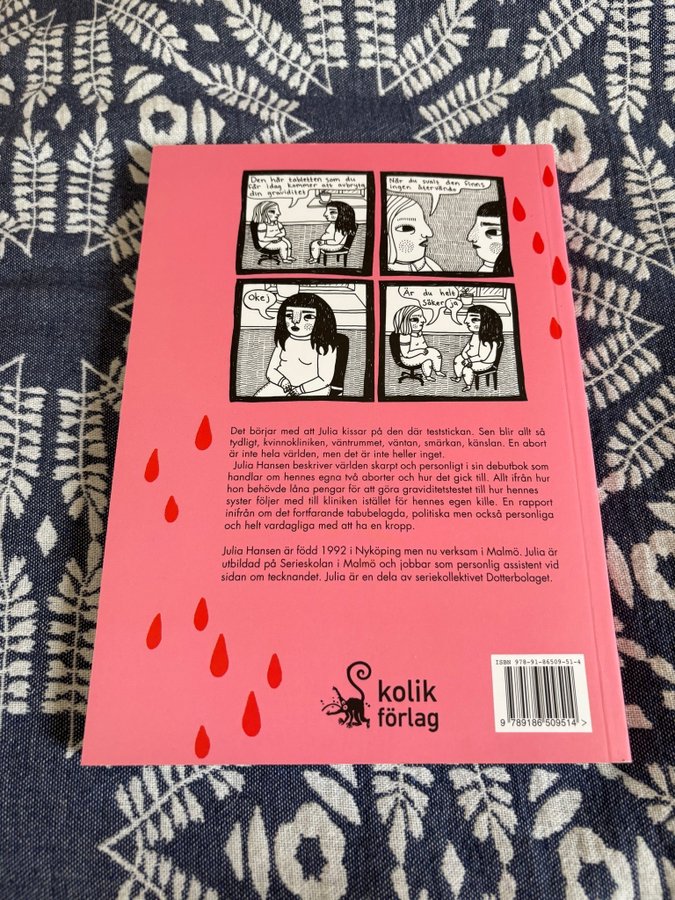 Den här tabletten som du
får idag kommer att avbryta
din graviditet
När du svalt den finns
ingen återvändo
Okej
Är du helt
säker
ja
Det börjar med att Julia kissar på den där teststickan. Sen blir allt så
tydligt, kvinnokliniken, väntrummet, väntan, smärkan, känslan. En abort
är inte hela världen, men det är inte heller inget.
Julia Hansen beskriver världen skarpt och personligt i sin debutbok som
handlar om hennes egna två aborter och hur det gick till. Allt ifrån hur
hon behövde låna pengar för att göra graviditetstestet till hur hennes
syster följer med till kliniken istället för hennes egen kille. En rapport
inifrån om det fortfarande tabubelagda, politiska men också personliga
och helt vardagliga med att ha en kropp.
Julia Hansen är född 1992 i Nyköping men nu verksam i Malmö. Julia är
utbildad på Serieskolan i Malmö och jobbar som personlig assistent vid
sidan om tecknandet. Julia är en dela av seriekollektivet Dotterbolaget.
kolik
förlag
ISBN 978-91-86509-51-4
9 789186 509514 >